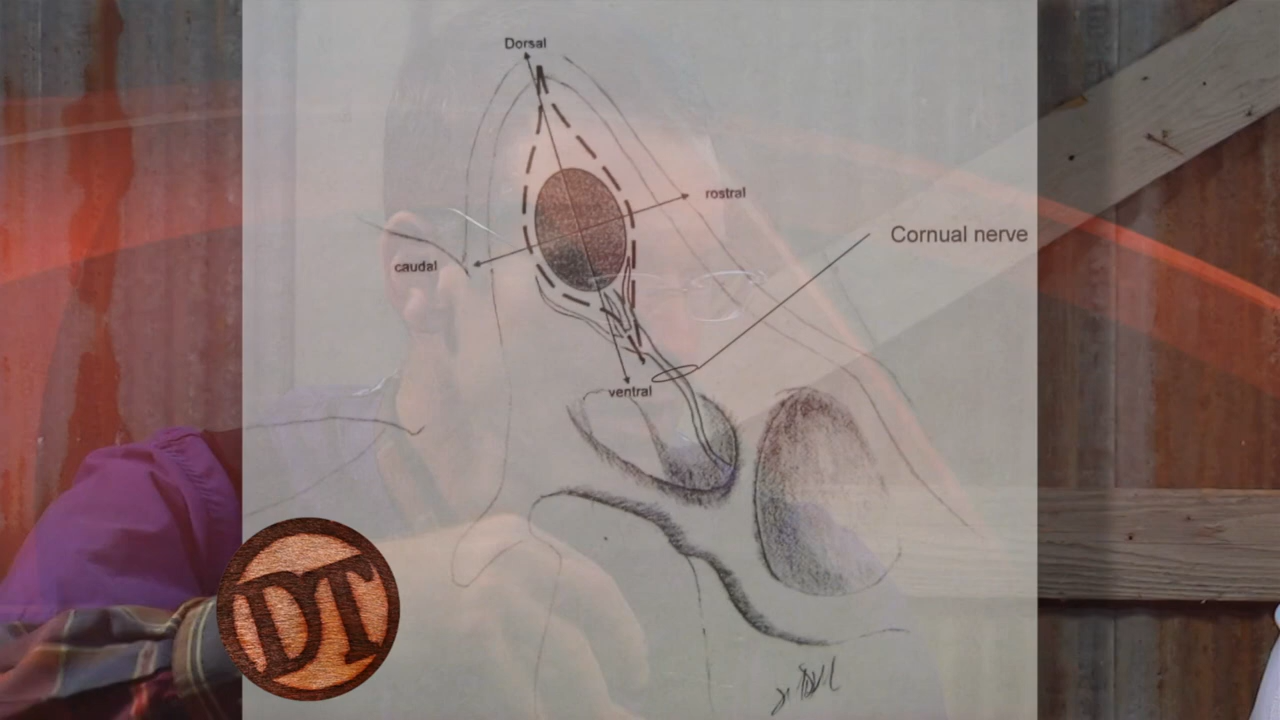 Dorsal
rostral
Cornual nerve
caudal
ventral
DT